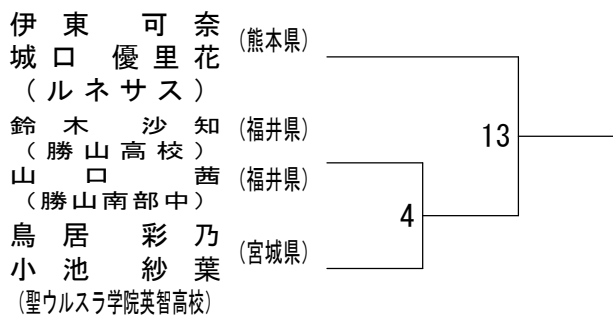 伊東 可奈 (熊本県)
城口 優里花
(ルネサス)
13
鈴木 沙知 (福井県)
(勝山高校)
山口 茜 (福井県)
(勝山南部中)
4
鳥居 彩乃 (宮城県)
小池 紗葉
(聖ウルスラ学院英智高校)